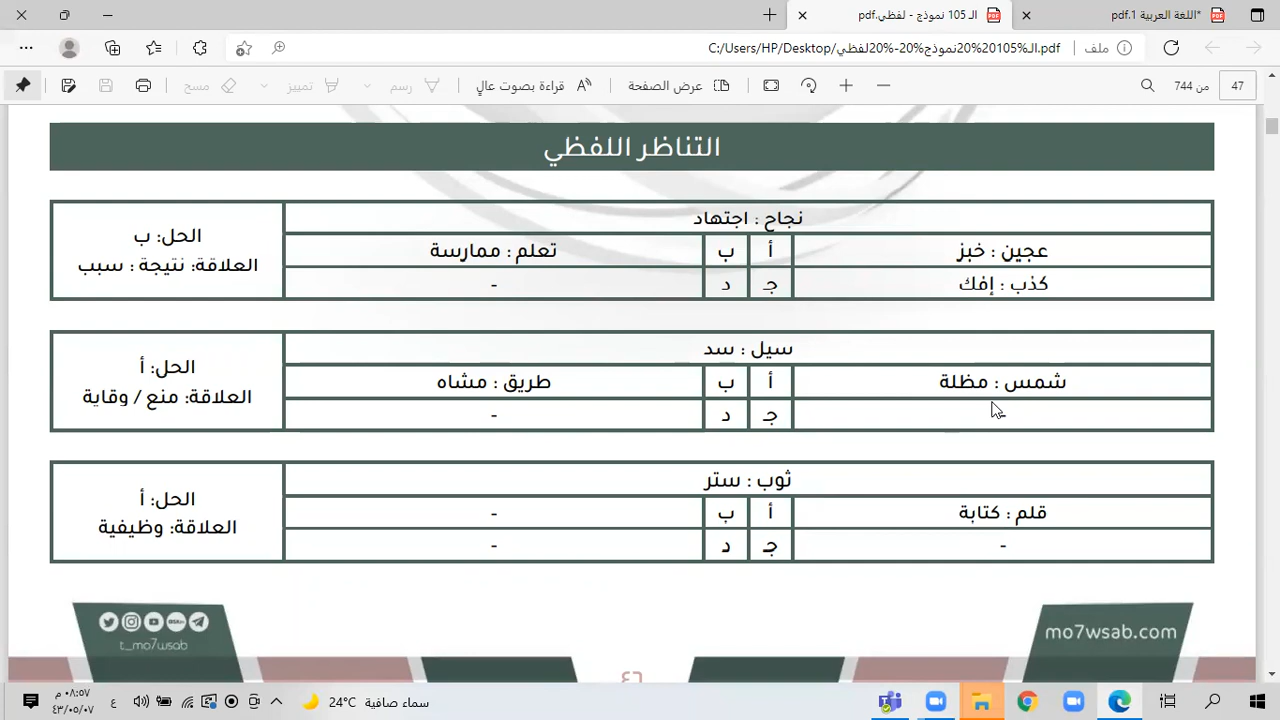 الـ 105 نموذج - لفظي.pdf
*اللغة العربية 1.pdf
ملف
C:/Users/HP/Desktop/الـ%20105%20نموذج%20-%20لفظي.pdf
47
من 744
عرض الصفحة
قراءة بصوت عالٍ
رسم
تمييز
مسح
التناظر اللفظي
نجاح : اجتهاد
أ
عجين : خبز
ب
تعلم : ممارسة
جـ
كذب : إفك
د
-
الحل: ب
العلاقة: نتيجة : سبب
سيل : سد
أ
شمس : مظلة
ب
طريق : مشاه
جـ
-
د
-
الحل: أ
العلاقة: منع / وقاية
ثوب : ستر
أ
قلم : كتابة
ب
-
جـ
-
د
-
الحل: أ
العلاقة: وظيفية
t_mo7wsab
mo7wsab.com
٤٦
24°C سماء صافية
ع
٠٨:٥٧ م
٤٣/٠٥/٠٧